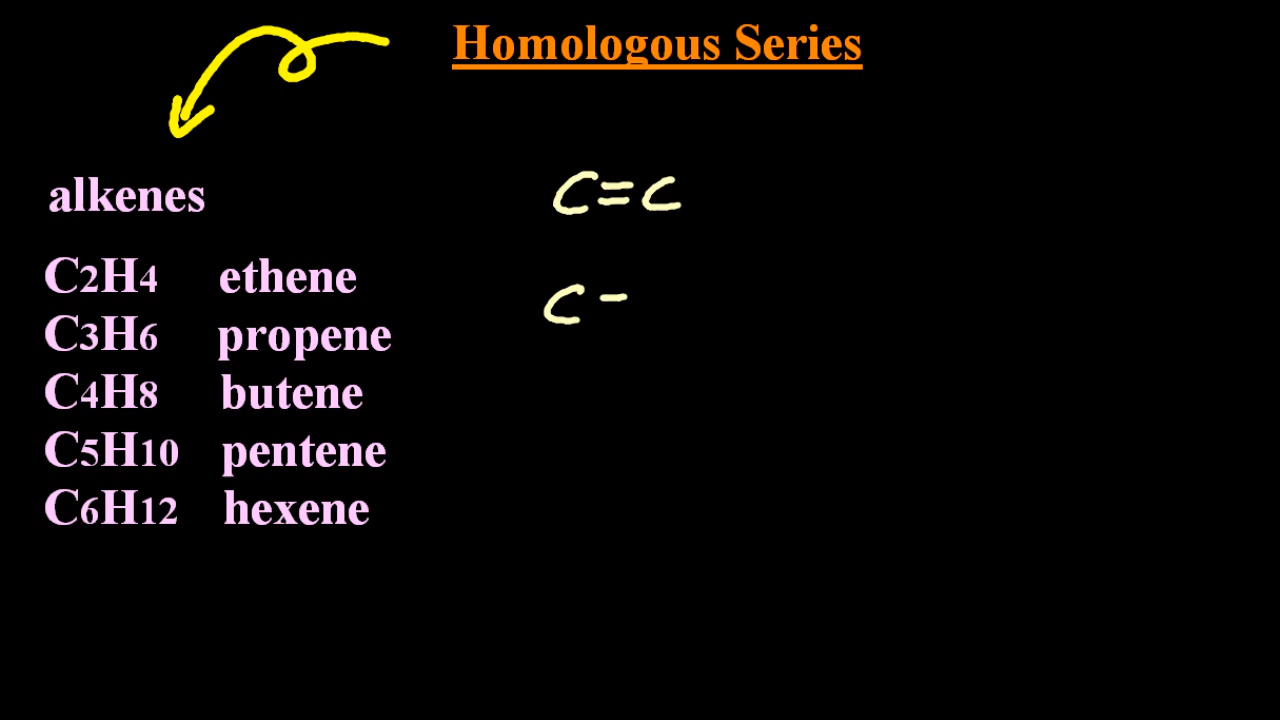 Homologous Series
alkenes
C=C
C2H4 ethene
C-
C3H6 propene
C4H8 butene
C5H10 pentene
C6H12 hexene